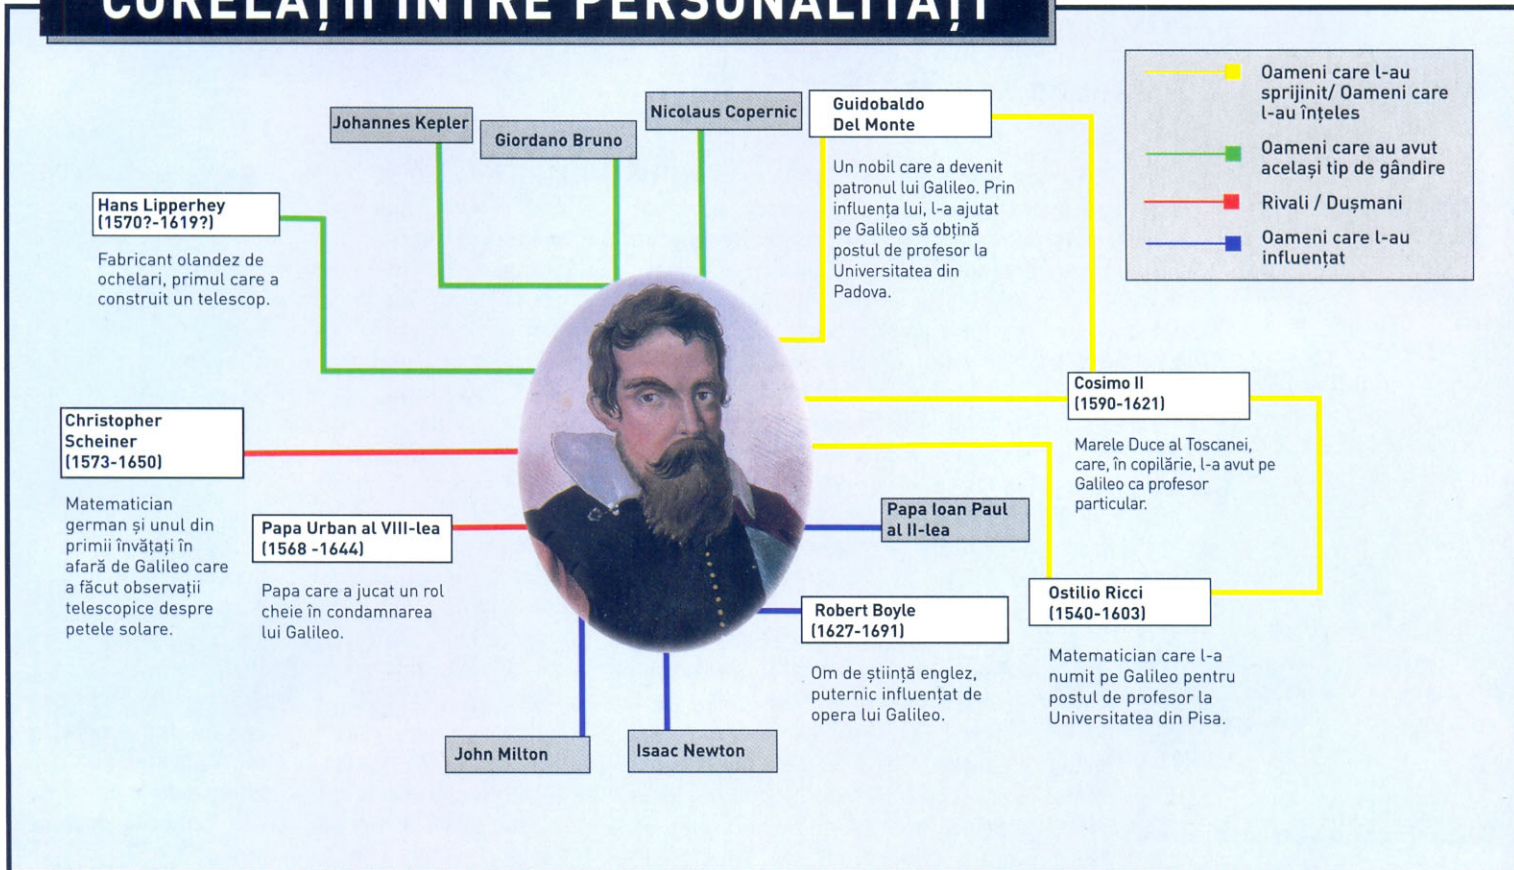 CORELAȚII ÎNTRE PERSONALITĂȚI
Oameni care l-au
sprijinit/ Oameni care
l-au înțeles
Oameni care au avut
același tip de gândire
Rivali / Dușmani
Oameni care l-au
influențat
Johannes Kepler
Giordano Bruno
Nicolaus Copernic
Guidobaldo
Del Monte
Un nobil care a devenit
patronul lui Galileo. Prin
influența lui, l-a ajutat
pe Galileo să obțină
postul de profesor la
Universitatea din
Padova.
Hans Lipperhey
(1570?-1619?)
Fabricant olandez de
ochelari, primul care a
construit un telescop.
Cosimo II
(1590-1621)
Marele Duce al Toscanei,
care, în copilărie, l-a avut pe
Galileo ca profesor
particular.
Christopher
Scheiner
(1573-1650)
Matematician
german și unul din
primii învățați în
afară de Galileo care
a făcut observații
telescopice despre
petele solare.
Papa Urban al VIII-lea
(1568 -1644)
Papa care a jucat un rol
cheie în condamnarea
lui Galileo.
Papa Ioan Paul
al II-lea
Robert Boyle
(1627-1691)
Om de știință englez,
puternic influențat de
opera lui Galileo.
Ostilio Ricci
(1540-1603)
Matematician care l-a
numit pe Galileo pentru
postul de profesor la
Universitatea din Pisa.
John Milton
Isaac Newton